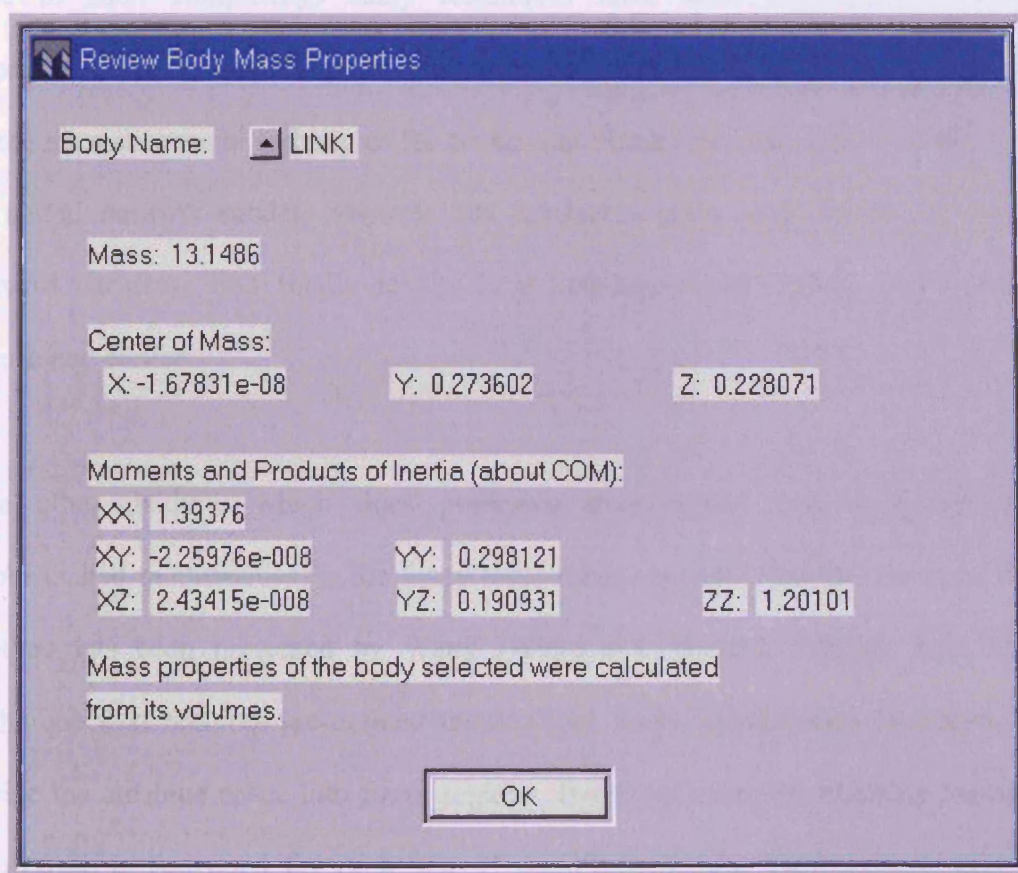 Review Body Mass Properties
Body Name: LINK1
Mass: 13.1486
Center of Mass:
X: -1.67831e-08 Y: 0.273602 Z: 0.228071
Moments and Products of Inertia (about COM):
XX: 1.39376
XY: -2.25976e-008 YY: 0.298121
XZ: 2.43415e-008 YZ: 0.190931 ZZ: 1.20101
Mass properties of the body selected were calculated
from its volumes.
OK